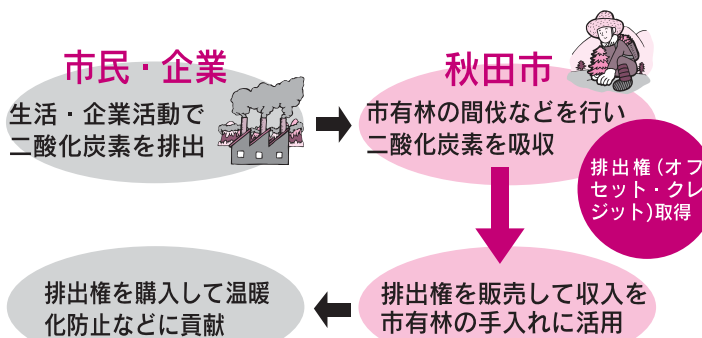 市民・企業
生活・企業活動で
二酸化炭素を排出
秋田市
市有林の間伐などを行い
二酸化炭素を吸収
排出権(オフ
セット・クレ
ジット)取得
排出権を販売して収入を
市有林の手入れに活用
排出権を購入して温暖
化防止などに貢献